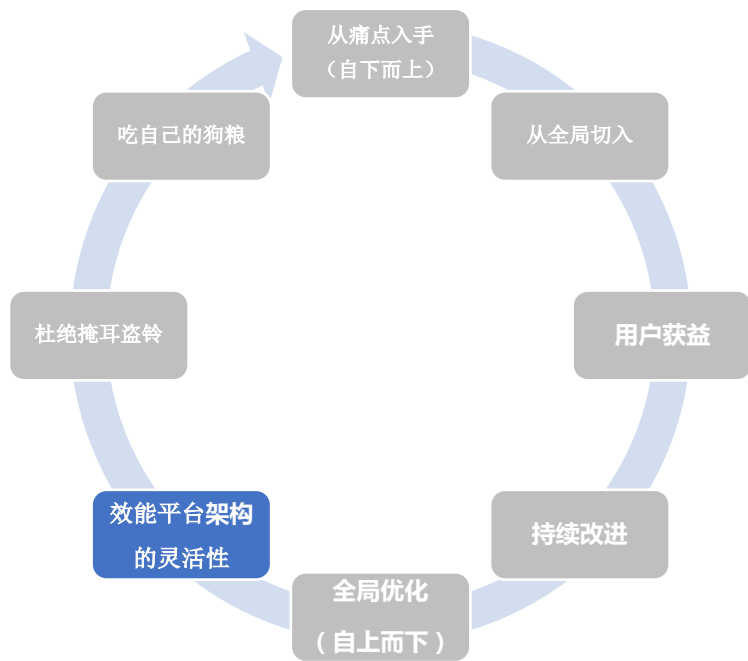 从痛点入手
（自下而上）
从全局切入
用户获益
持续改进
全局优化
（自上而下）
效能平台架构
的灵活性
杜绝掩耳盗铃
吃自己的狗粮